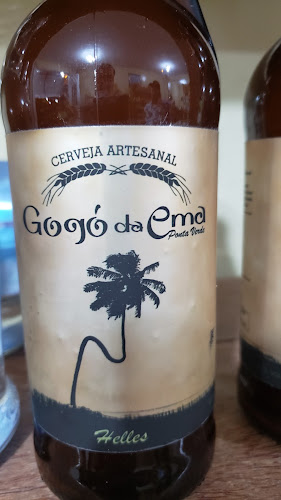 CERVEJA ARTESANAL
Gogó da Ema
Ponta Verde
Helles